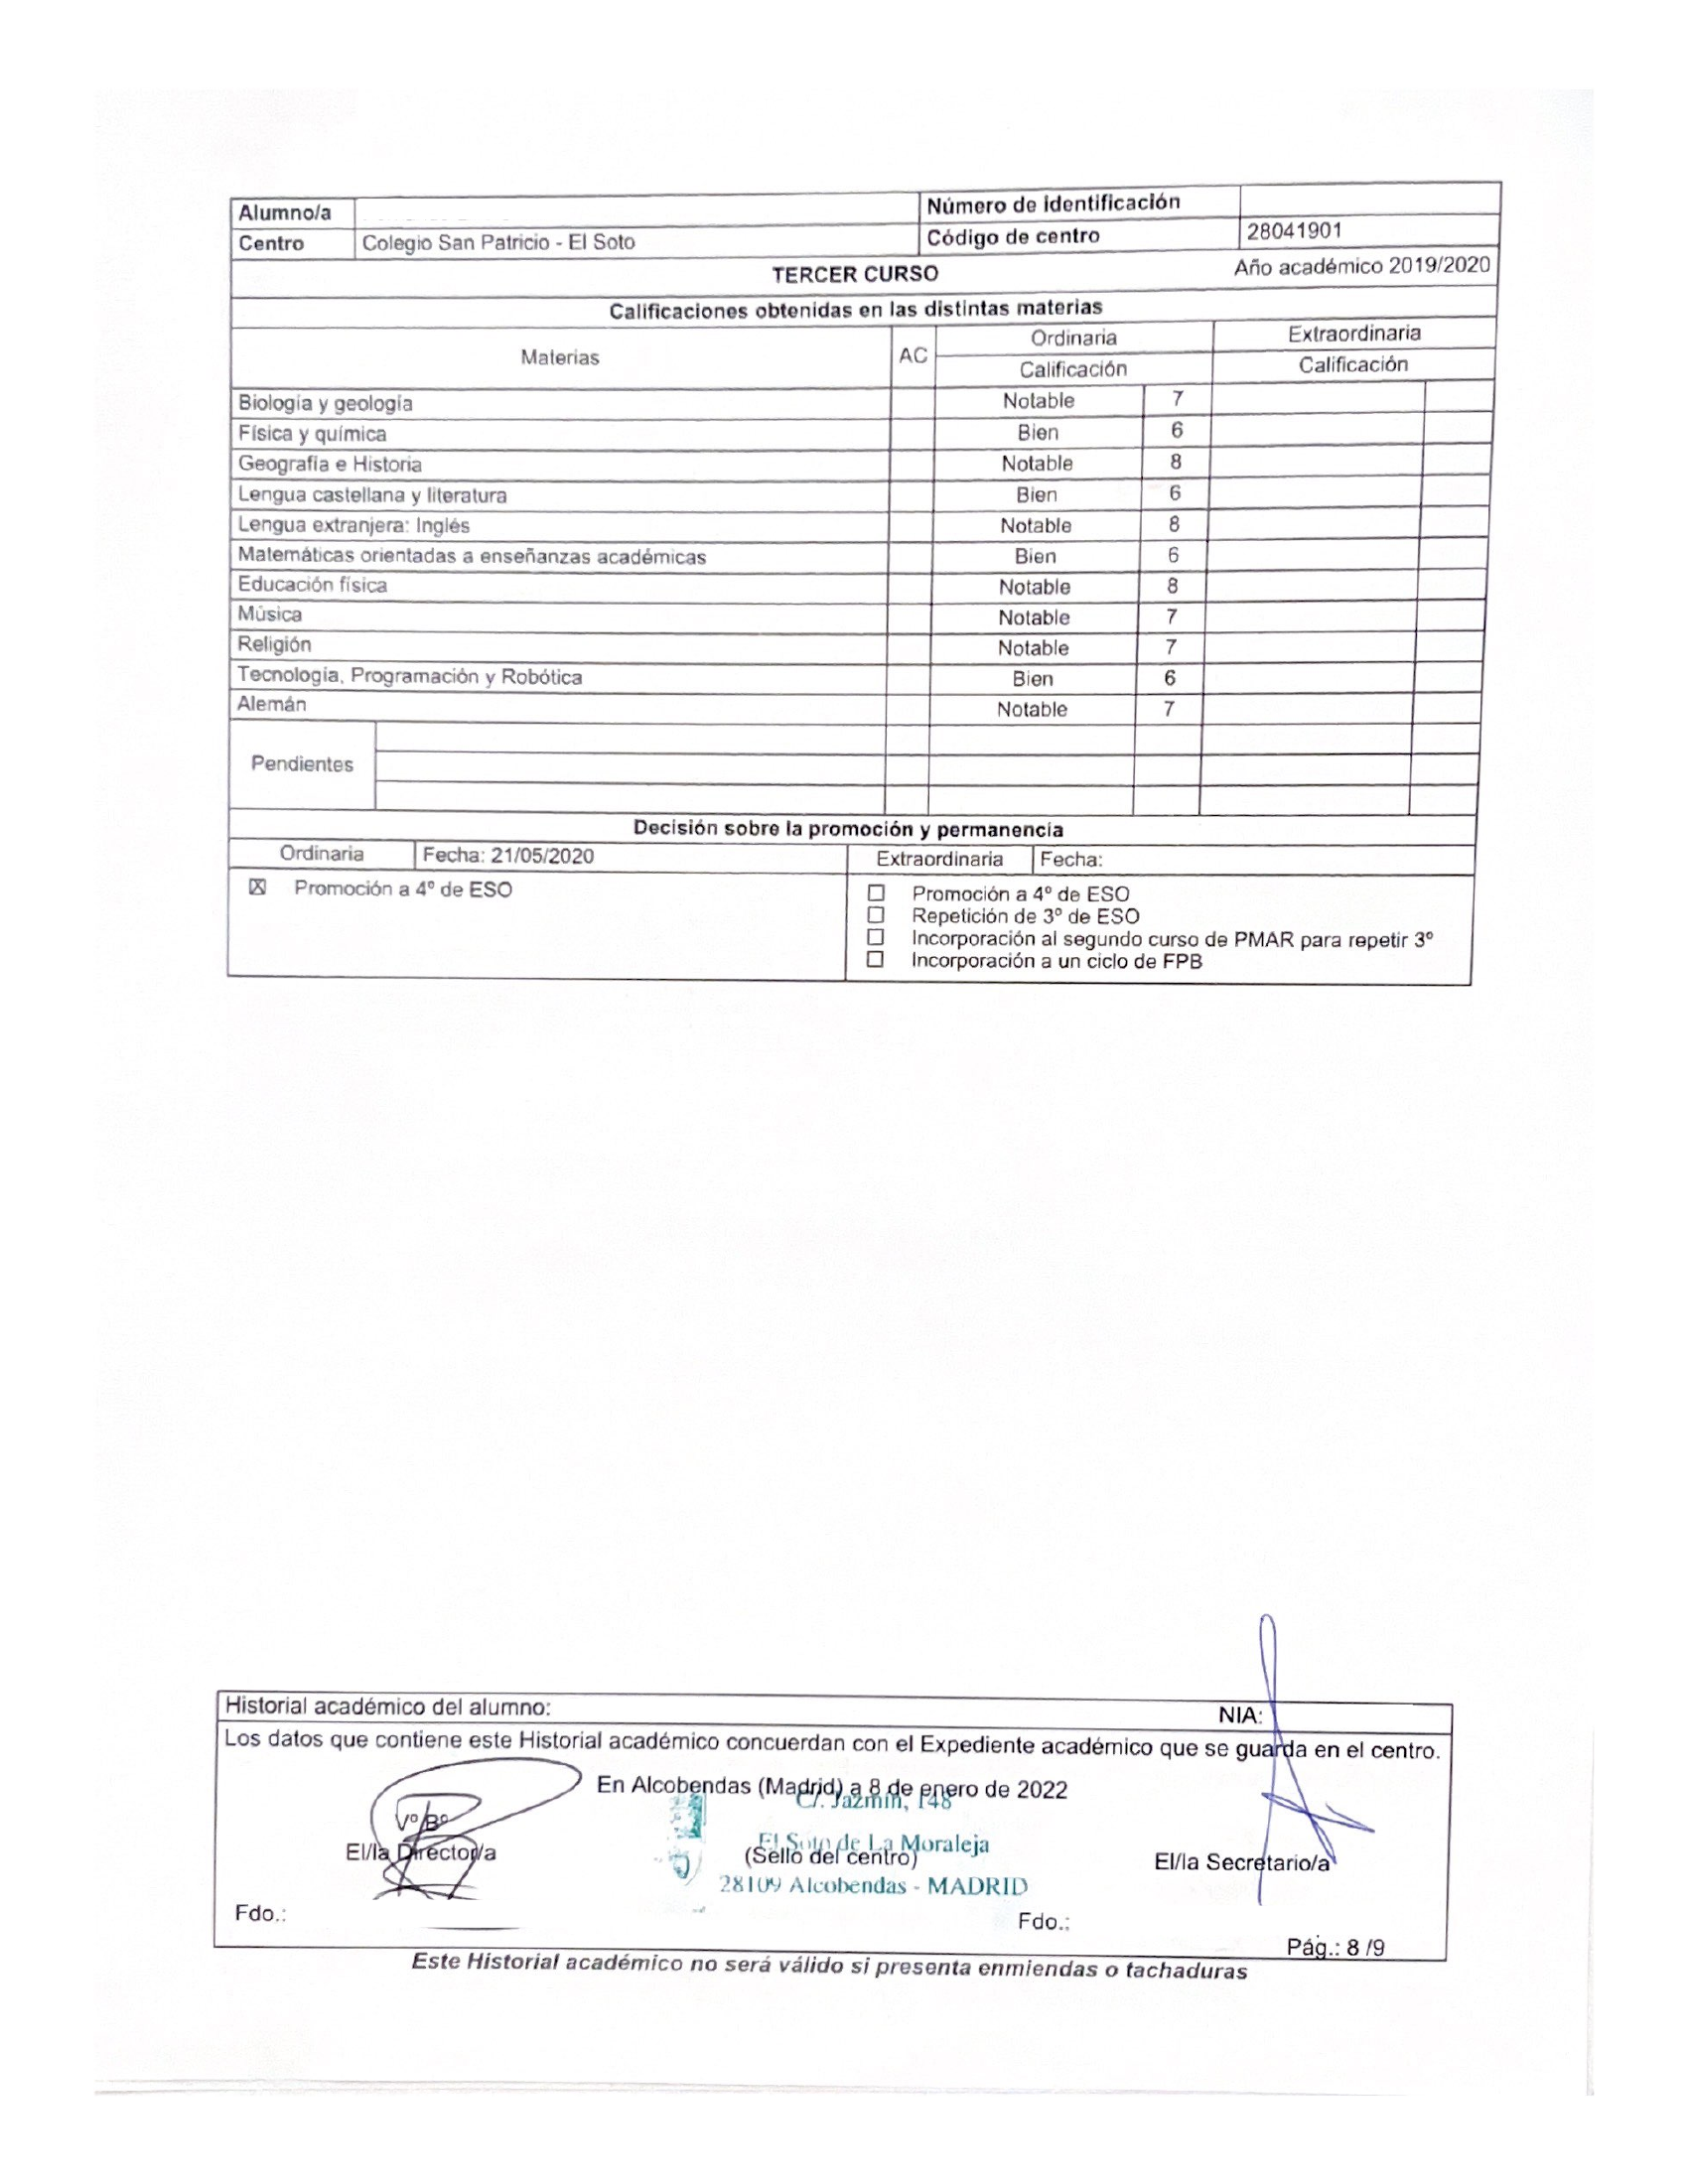 Alumno/a
Número de identificación
Centro Colegio San Patricio - El Soto
Código de centro 28041901
TERCER CURSO Año académico 2019/2020
Calificaciones obtenidas en las distintas materias
Materias AC Ordinaria Extraordinaria
Calificación Calificación
Biología y geología Notable 7
Física y química Bien 6
Geografía e Historia Notable 8
Lengua castellana y literatura Bien 6
Lengua extranjera: Inglés Notable 8
Matemáticas orientadas a enseñanzas académicas Bien 6
Educación física Notable 8
Música Notable 7
Religión Notable 7
Tecnología, Programación y Robótica Bien 6
Alemán Notable 7
Pendientes
Decisión sobre la promoción y permanencia
Ordinaria Fecha: 21/05/2020 Extraordinaria Fecha:
☒ Promoción a 4º de ESO
☐ Promoción a 4º de ESO
☐ Repetición de 3º de ESO
☐ Incorporación al segundo curso de PMAR para repetir 3º
☐ Incorporación a un ciclo de FPB
Historial académico del alumno: NIA:
Los datos que contiene este Historial académico concuerdan con el Expediente académico que se guarda en el centro.
En Alcobendas (Madrid) a 8 de enero de 2022
C/. Jazmín, 148
Vº Bº
El/la Director/a
El Soto de La Moraleja
(Sello del centro)
El/la Secretario/a
28109 Alcobendas - MADRID
Fdo.: Fdo.:
Pág.: 8 /9
Este Historial académico no será válido si presenta enmiendas o tachaduras